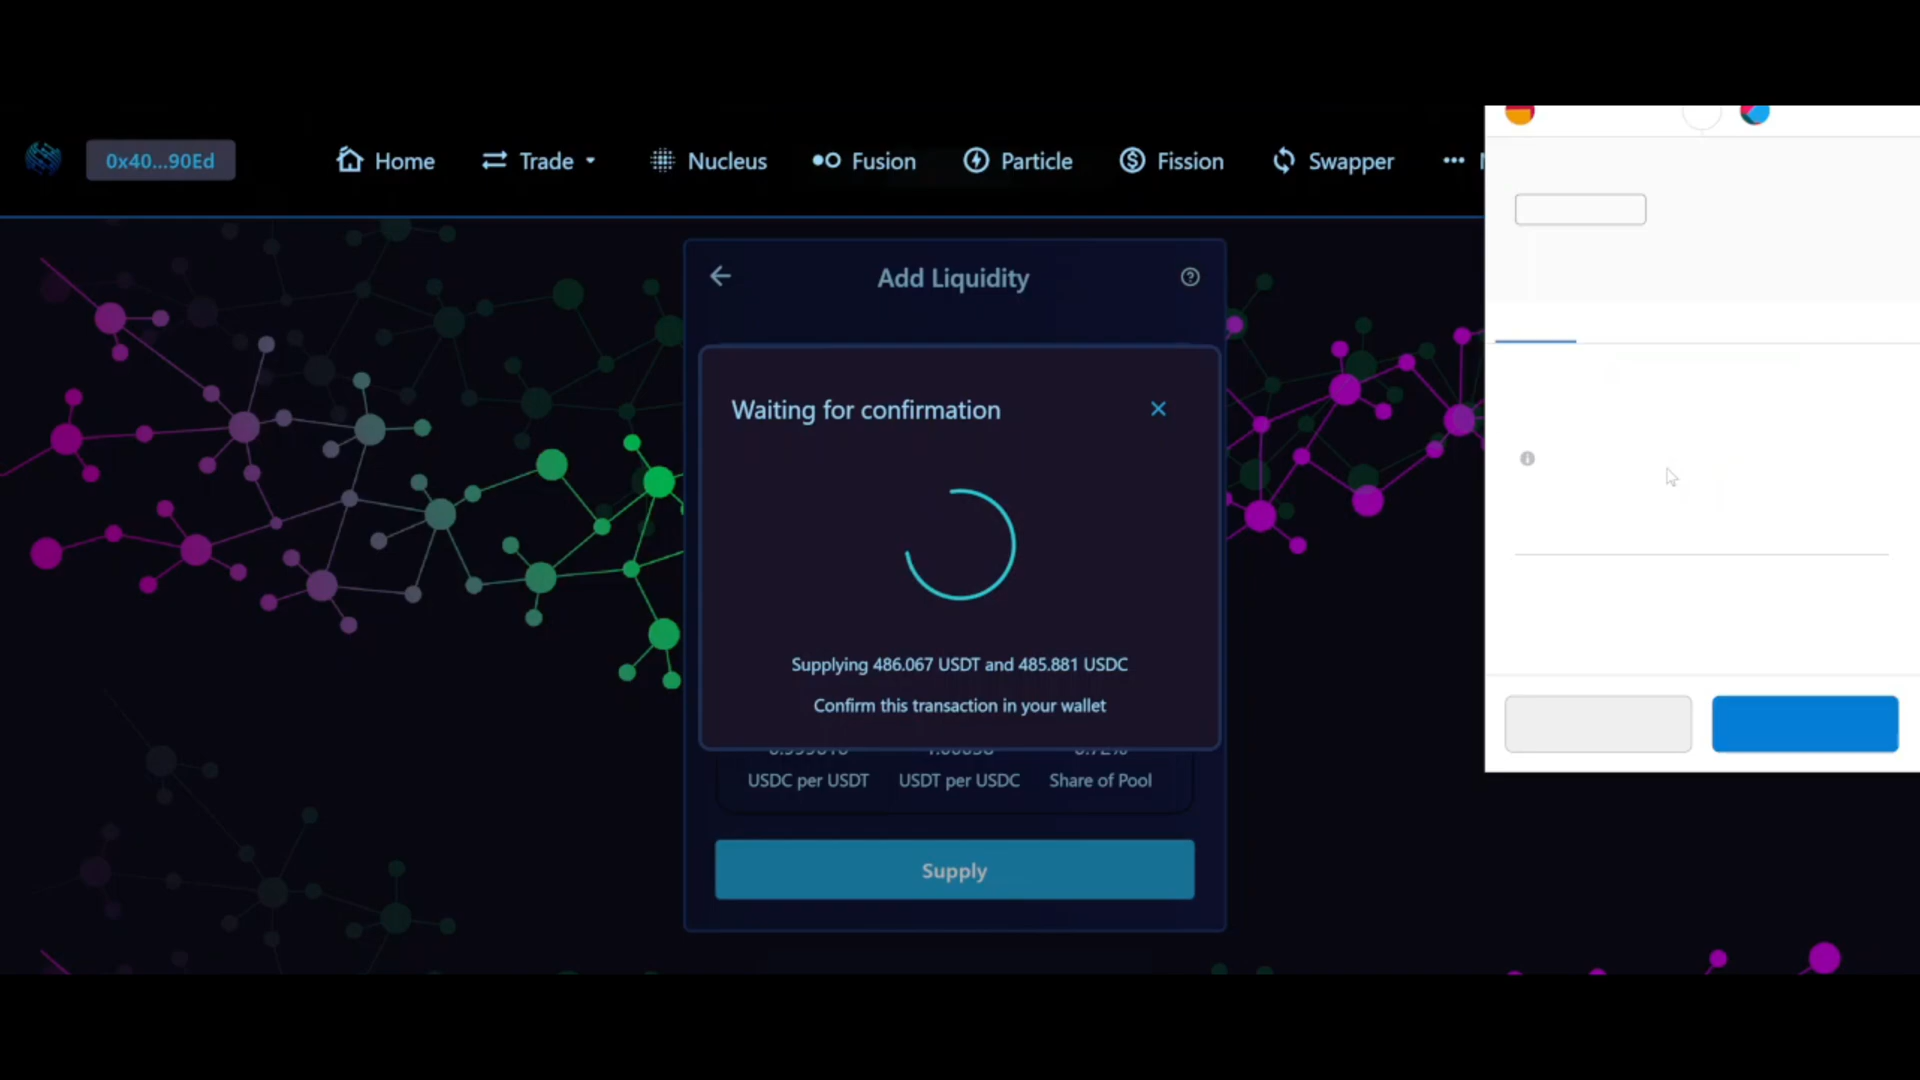 0x40...90Ed
Home
Trade
Nucleus
Fusion
Particle
Fission
Swapper
Add Liquidity
Waiting for confirmation
Supplying 486.067 USDT and 485.881 USDC
Confirm this transaction in your wallet
USDC per USDT
USDT per USDC
Share of Pool
Supply